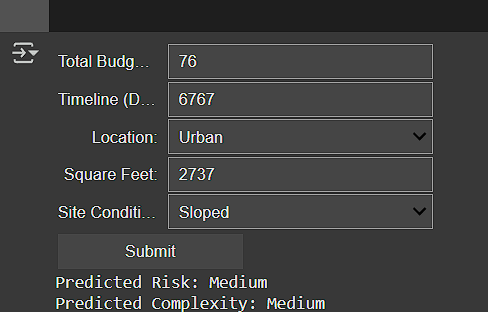 Total Budg... 76
Timeline (D... 6767
Location: Urban
Square Feet: 2737
Site Conditi... Sloped
Submit
Predicted Risk: Medium
Predicted Complexity: Medium